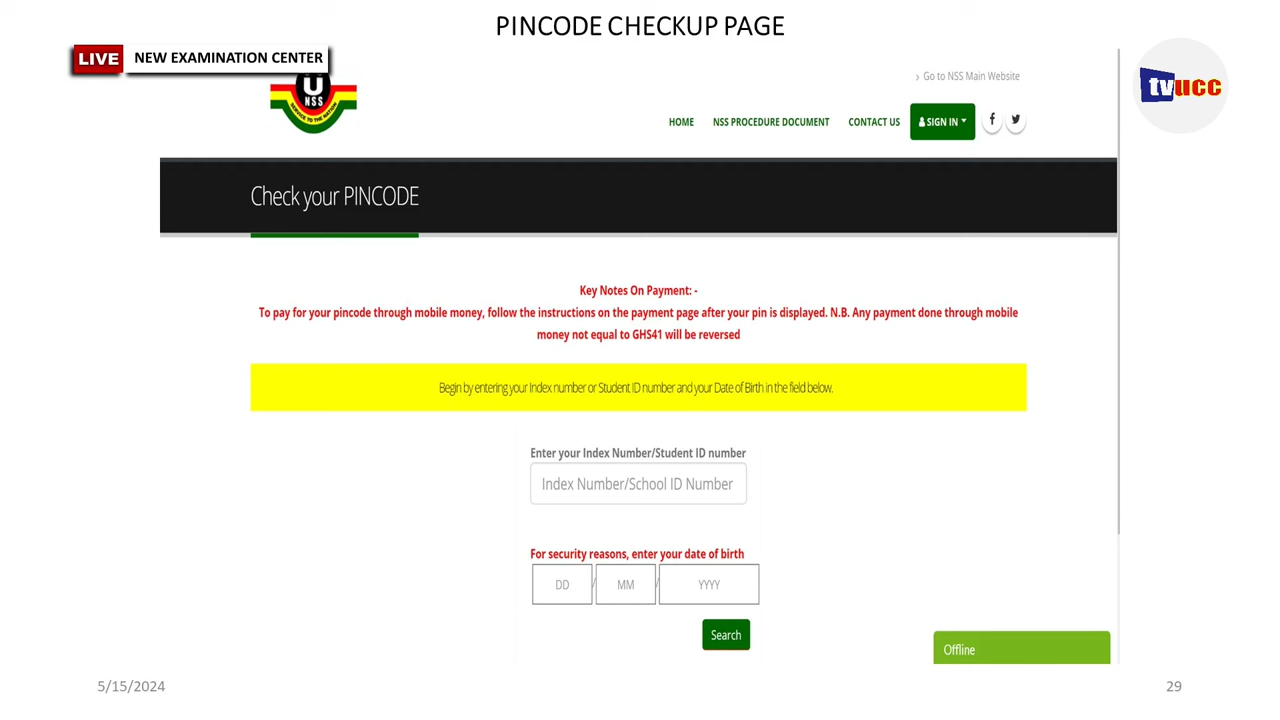 PINCODE CHECKUP PAGE
LIVE NEW EXAMINATION CENTER
› Go to NSS Main Website
tvucc
U
NSS
SERVICE TO THE NATION
HOME NSS PROCEDURE DOCUMENT CONTACT US SIGN IN
Check your PINCODE
Key Notes On Payment: -
To pay for your pincode through mobile money, follow the instructions on the payment page after your pin is displayed. N.B. Any payment done through mobile
money not equal to GHS41 will be reversed
Begin by entering your Index number or Student ID number and your Date of Birth in the field below.
Enter your Index Number/Student ID number
Index Number/School ID Number
For security reasons, enter your date of birth
DD / MM / YYYY
Search
Offline
5/15/2024 29